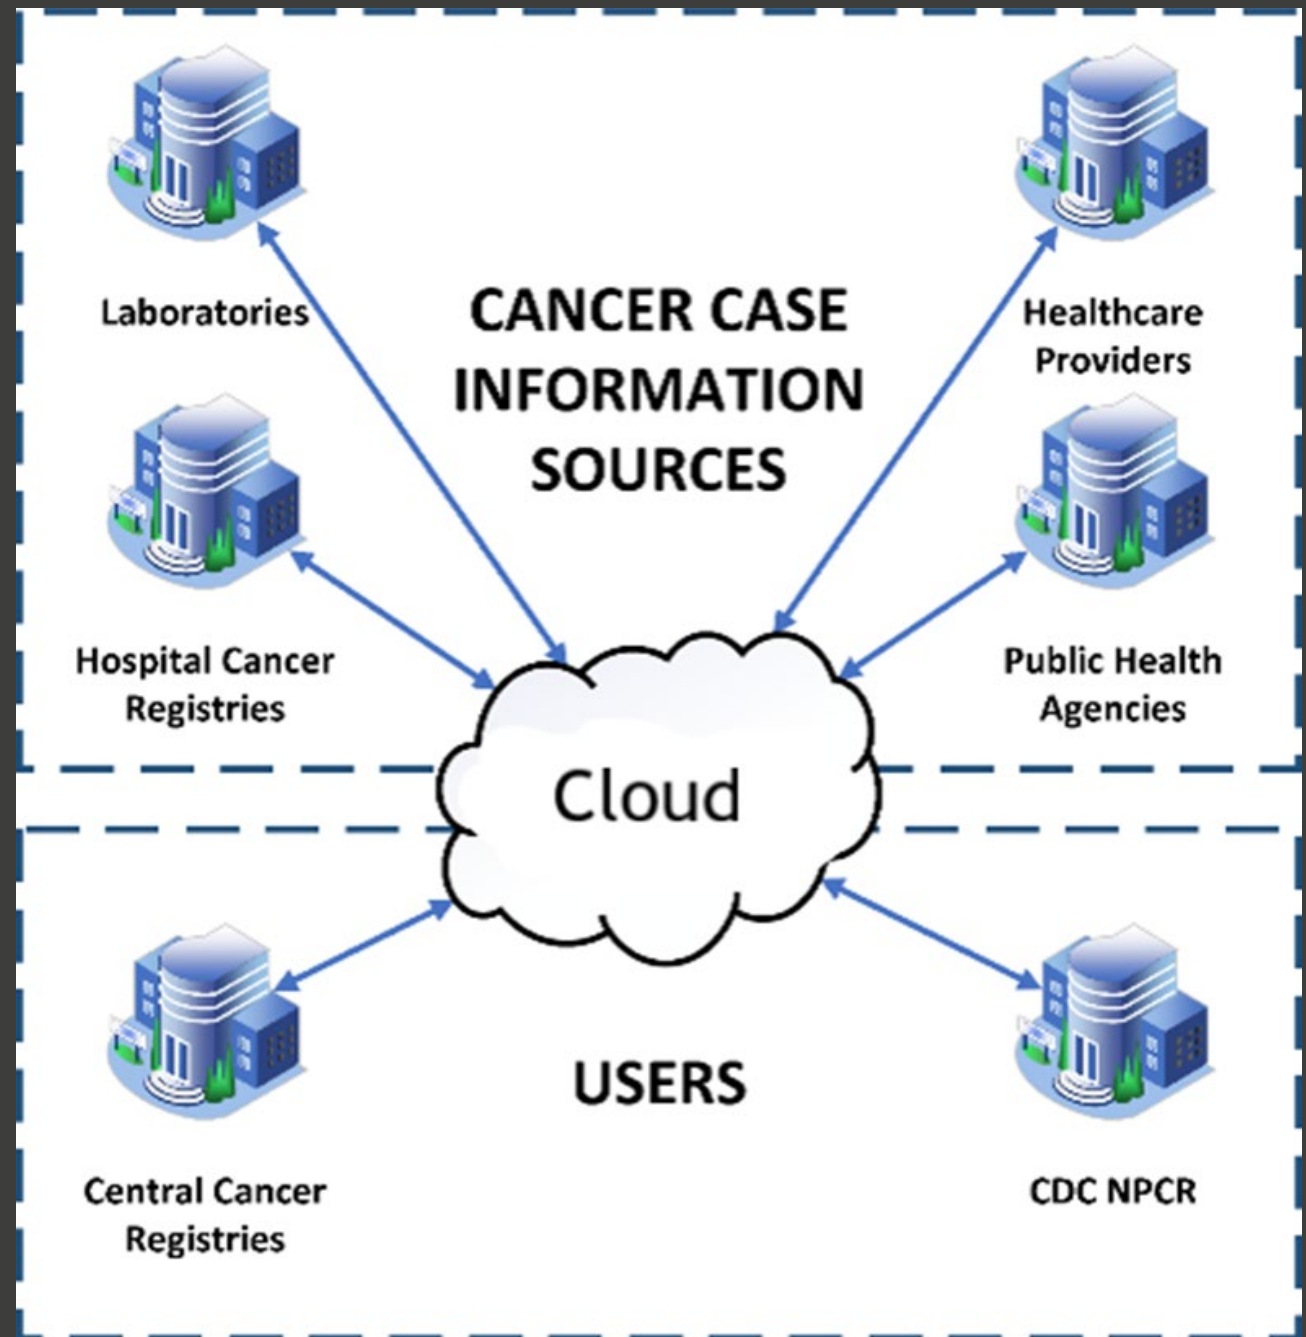 Laboratories
CANCER CASE
INFORMATION
SOURCES
Healthcare
Providers
Hospital Cancer
Registries
Public Health
Agencies
Cloud
USERS
Central Cancer
Registries
CDC NPCR